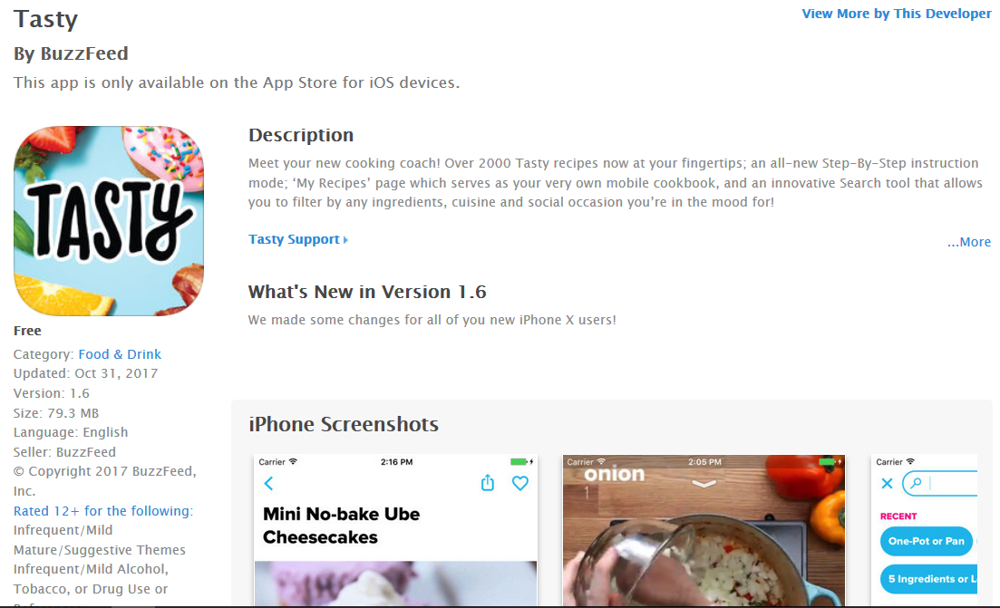 Tasty
View More by This Developer
By BuzzFeed
This app is only available on the App Store for iOS devices.
TASTY
Free
Category: Food & Drink
Updated: Oct 31, 2017
Version: 1.6
Size: 79.3 MB
Language: English
Seller: BuzzFeed
© Copyright 2017 BuzzFeed,
Inc.
Rated 12+ for the following:
Infrequent/Mild
Mature/Suggestive Themes
Infrequent/Mild Alcohol,
Tobacco, or Drug Use or
Description
Meet your new cooking coach! Over 2000 Tasty recipes now at your fingertips; an all-new Step-By-Step instruction
mode; ‘My Recipes’ page which serves as your very own mobile cookbook, and an innovative Search tool that allows
you to filter by any ingredients, cuisine and social occasion you’re in the mood for!
Tasty Support
...More
What's New in Version 1.6
We made some changes for all of you new iPhone X users!
iPhone Screenshots
Carrier 2:16 PM
Mini No-bake Ube
Cheesecakes
Carrier 2:05 PM
onion
1
Carrier
RECENT
One-Pot or Pan
5 Ingredients or L